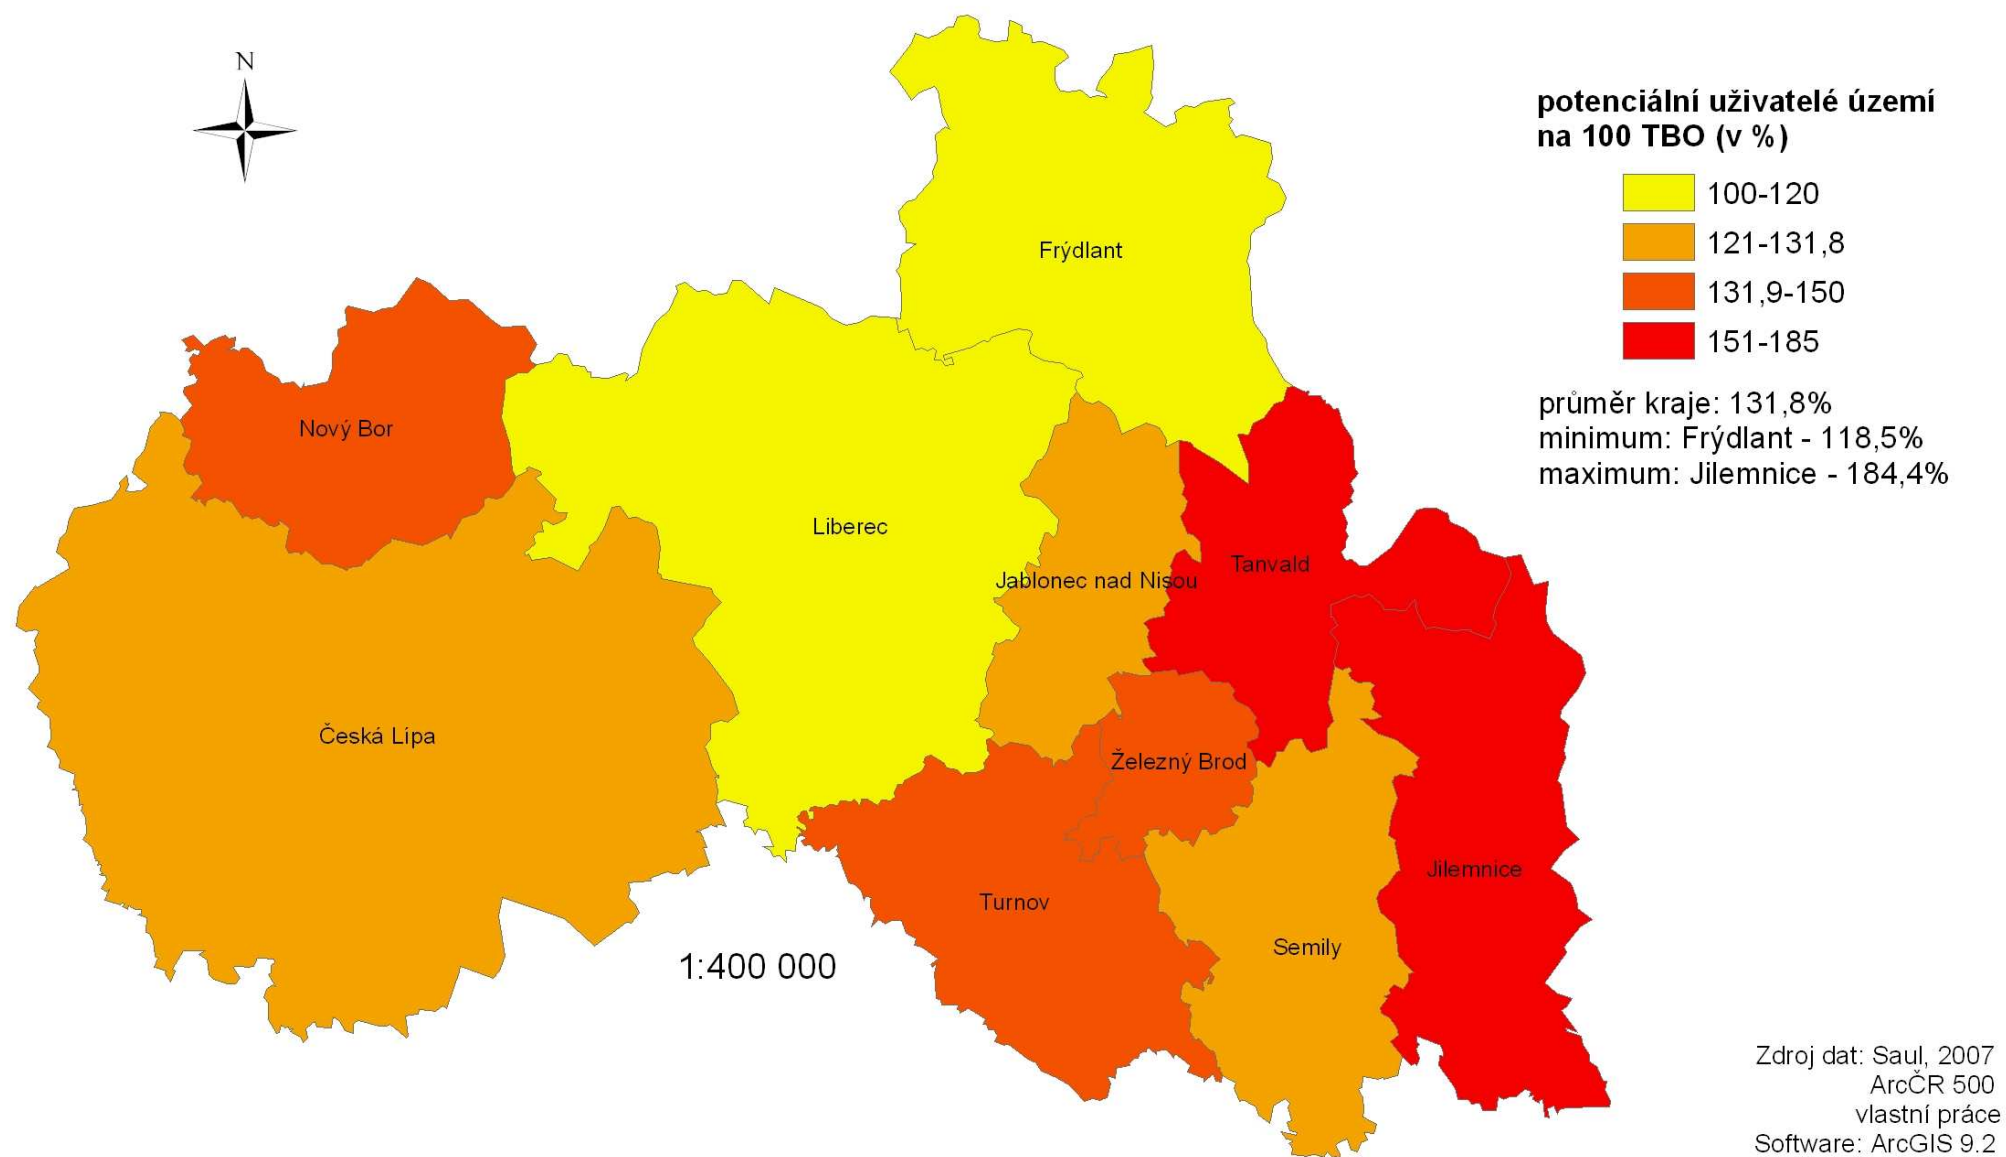 N
potenciální uživatelé území
na 100 TBO (v %)
100-120
121-131,8
131,9-150
151-185
průměr kraje: 131,8%
minimum: Frýdlant - 118,5%
maximum: Jilemnice - 184,4%
Frýdlant
Nový Bor
Liberec
Jablonec nad Nisou
Tanvald
Česká Lípa
Železný Brod
Jilemnice
Turnov
Semily
1:400 000
Zdroj dat: Saul, 2007
ArcČR 500
vlastní práce
Software: ArcGIS 9.2